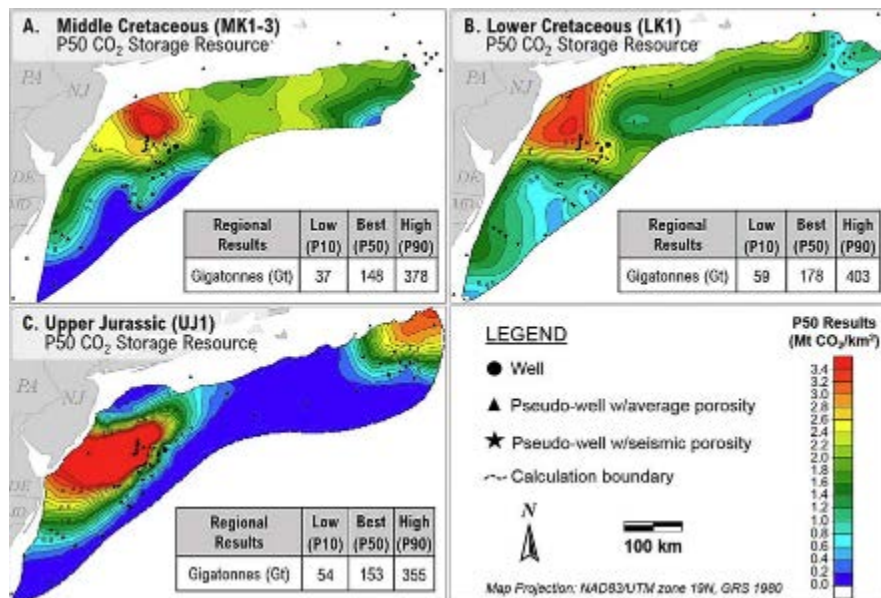 A. Middle Cretaceous (MK1-3)
P50 CO₂ Storage Resource
PA
NJ
DE
MD
Regional Results Low (P10) Best (P50) High (P90)
Gigatonnes (Gt) 37 148 378
B. Lower Cretaceous (LK1)
P50 CO₂ Storage Resource
PA
NJ
DE
MD
Regional Results Low (P10) Best (P50) High (P90)
Gigatonnes (Gt) 59 178 403
C. Upper Jurassic (UJ1)
P50 CO₂ Storage Resource
PA
NJ
DE
Regional Results Low (P10) Best (P50) High (P90)
Gigatonnes (Gt) 54 153 355
LEGEND
Well
Pseudo-well w/average porosity
Pseudo-well w/seismic porosity
Calculation boundary
N
100 km
Map Projection: NAD83/UTM zone 19N, GRS 1980
P50 Results
(Mt CO₂/km²)
3.4
3.2
3.0
2.8
2.6
2.4
2.2
2.0
1.8
1.6
1.4
1.2
1.0
0.8
0.6
0.4
0.2
0.0